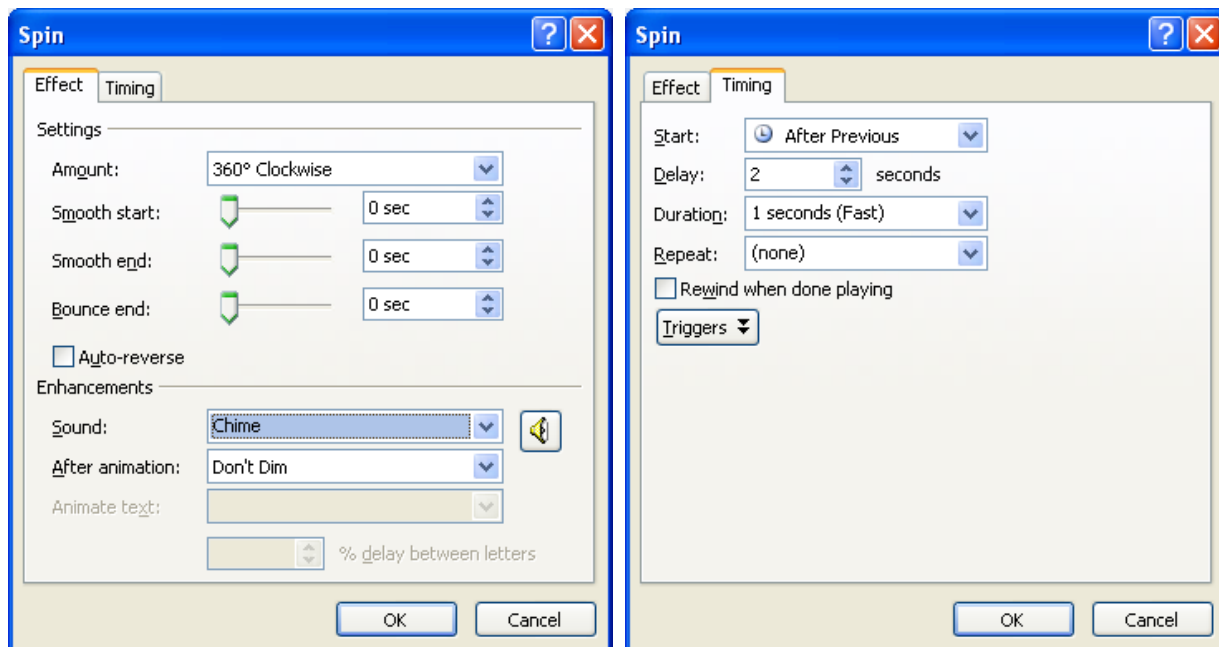 Spin
Effect Timing
Settings
Amount: 360° Clockwise
Smooth start: 0 sec
Smooth end: 0 sec
Bounce end: 0 sec
Auto-reverse
Enhancements
Sound: Chime
After animation: Don't Dim
Animate text:
% delay between letters
OK Cancel
Spin
Effect Timing
Start: After Previous
Delay: 2 seconds
Duration: 1 seconds (Fast)
Repeat: (none)
Rewind when done playing
Triggers
OK Cancel